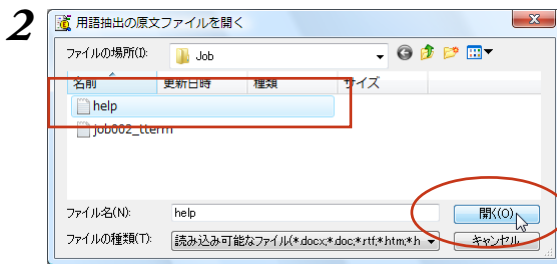 2
用語抽出の原文ファイルを開く
ファイルの場所(I):
Job
名前 更新日時 種類 サイズ
help
job002_tterm
ファイル名(N): help 開く(O)
ファイルの種類(T): 読み込み可能なファイル(*.docx;*.doc;*.rtf;*.htm;*.h キャンセル